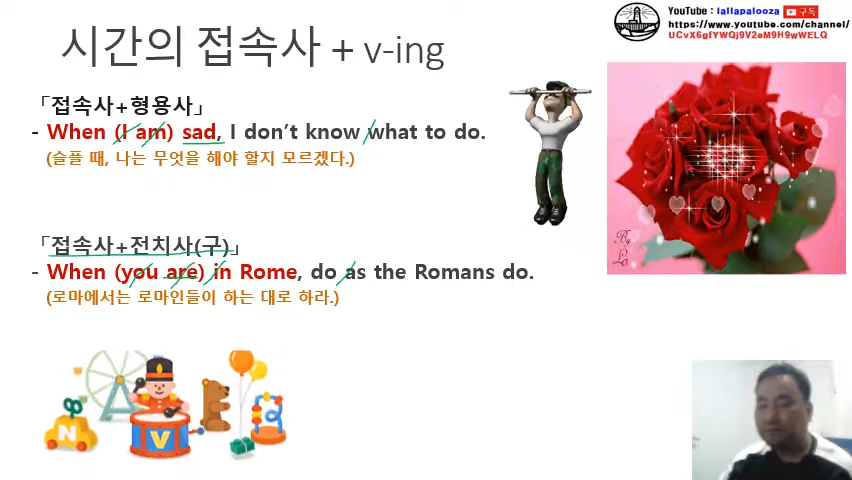 YouTube : lallapalooza 구독
https://www.youtube.com/channel/
UCvX6gfYWQj9V2eM9H9wWELQ
시간의 접속사 + v-ing
「접속사+형용사」
- When (I am) sad, I don't know what to do.
(슬플 때, 나는 무엇을 해야 할지 모르겠다.)
「접속사+전치사(구)」
- When (you are) in Rome, do as the Romans do.
(로마에서는 로마인들이 하는 대로 하라.)
By
N
A
V
E